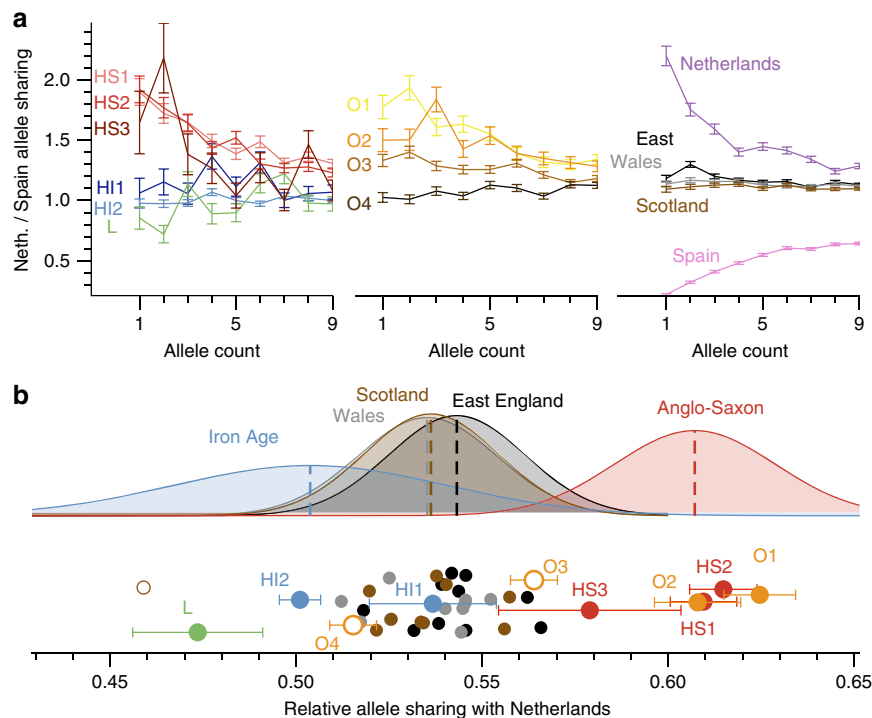 a
Neth. / Spain allele sharing
2.0
1.5
1.0
0.5
HS1
HS2
HS3
HI1
HI2
L
1 5 9
Allele count
O1
O2
O3
O4
1 5 9
Allele count
Netherlands
East
Wales
Scotland
Spain
1 5 9
Allele count
b
Iron Age
Scotland
Wales
East England
Anglo-Saxon
L
HI2
O4
HI1
O3
HS3
O2
HS2
HS1
O1
0.45 0.50 0.55 0.60 0.65
Relative allele sharing with Netherlands